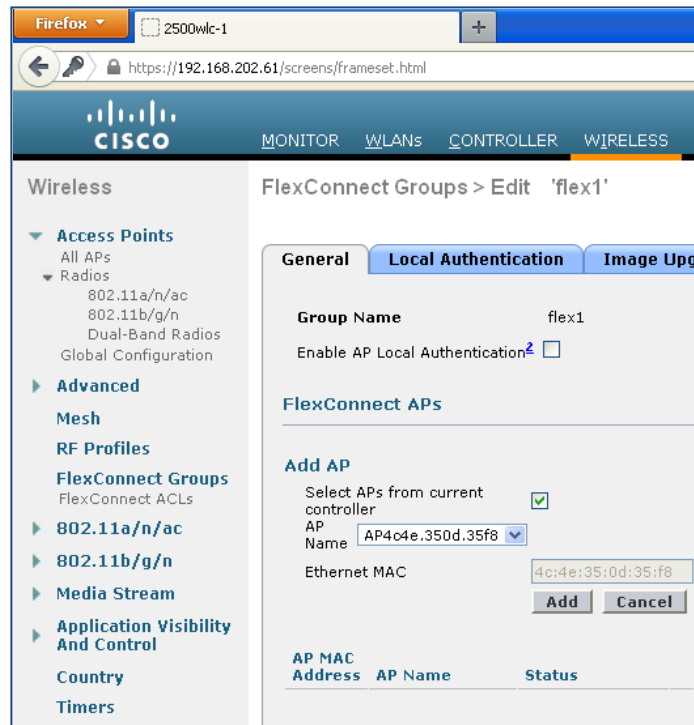 Firefox
2500wlc-1
https://192.168.202.61/screens/frameset.html
CISCO
MONITOR WLANs CONTROLLER WIRELESS
Wireless
Access Points
All APs
Radios
802.11a/n/ac
802.11b/g/n
Dual-Band Radios
Global Configuration
Advanced
Mesh
RF Profiles
FlexConnect Groups
FlexConnect ACLs
802.11a/n/ac
802.11b/g/n
Media Stream
Application Visibility
And Control
Country
Timers
FlexConnect Groups > Edit 'flex1'
General Local Authentication Image Upg
Group Name flex1
Enable AP Local Authentication2
FlexConnect APs
Add AP
Select APs from current
controller
AP
Name AP4c4e.350d.35f8
Ethernet MAC 4c:4e:35:0d:35:f8
Add Cancel
AP MAC
Address AP Name Status